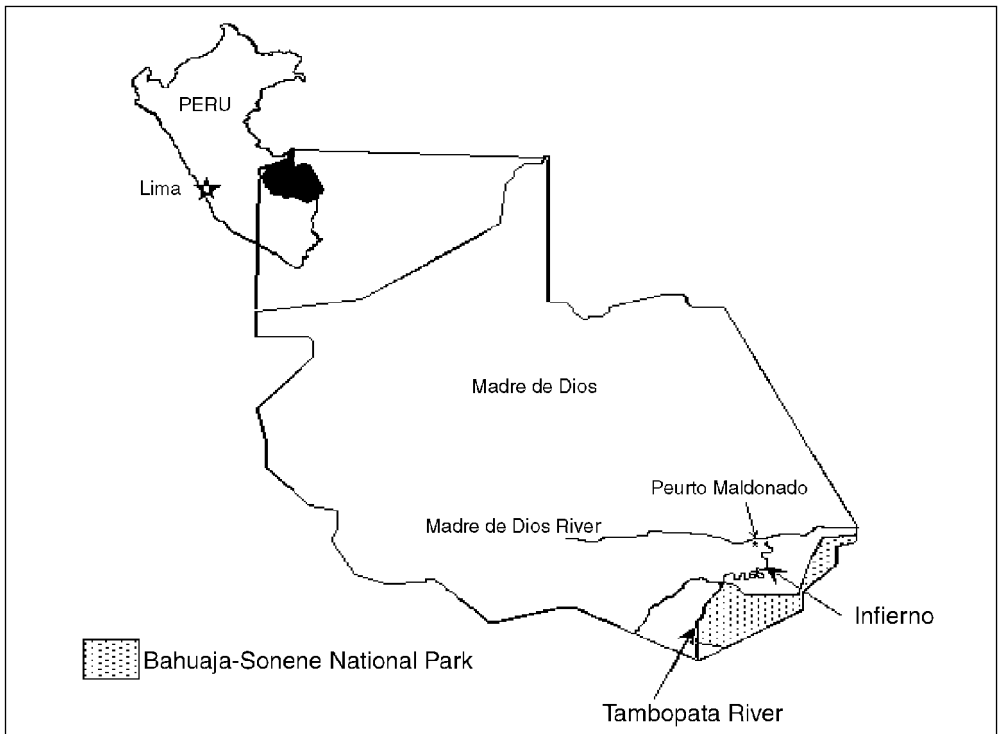 PERU
Lima
Madre de Dios
Peurto Maldonado
Madre de Dios River
Infierno
Bahuaja-Sonene National Park
Tambopata River